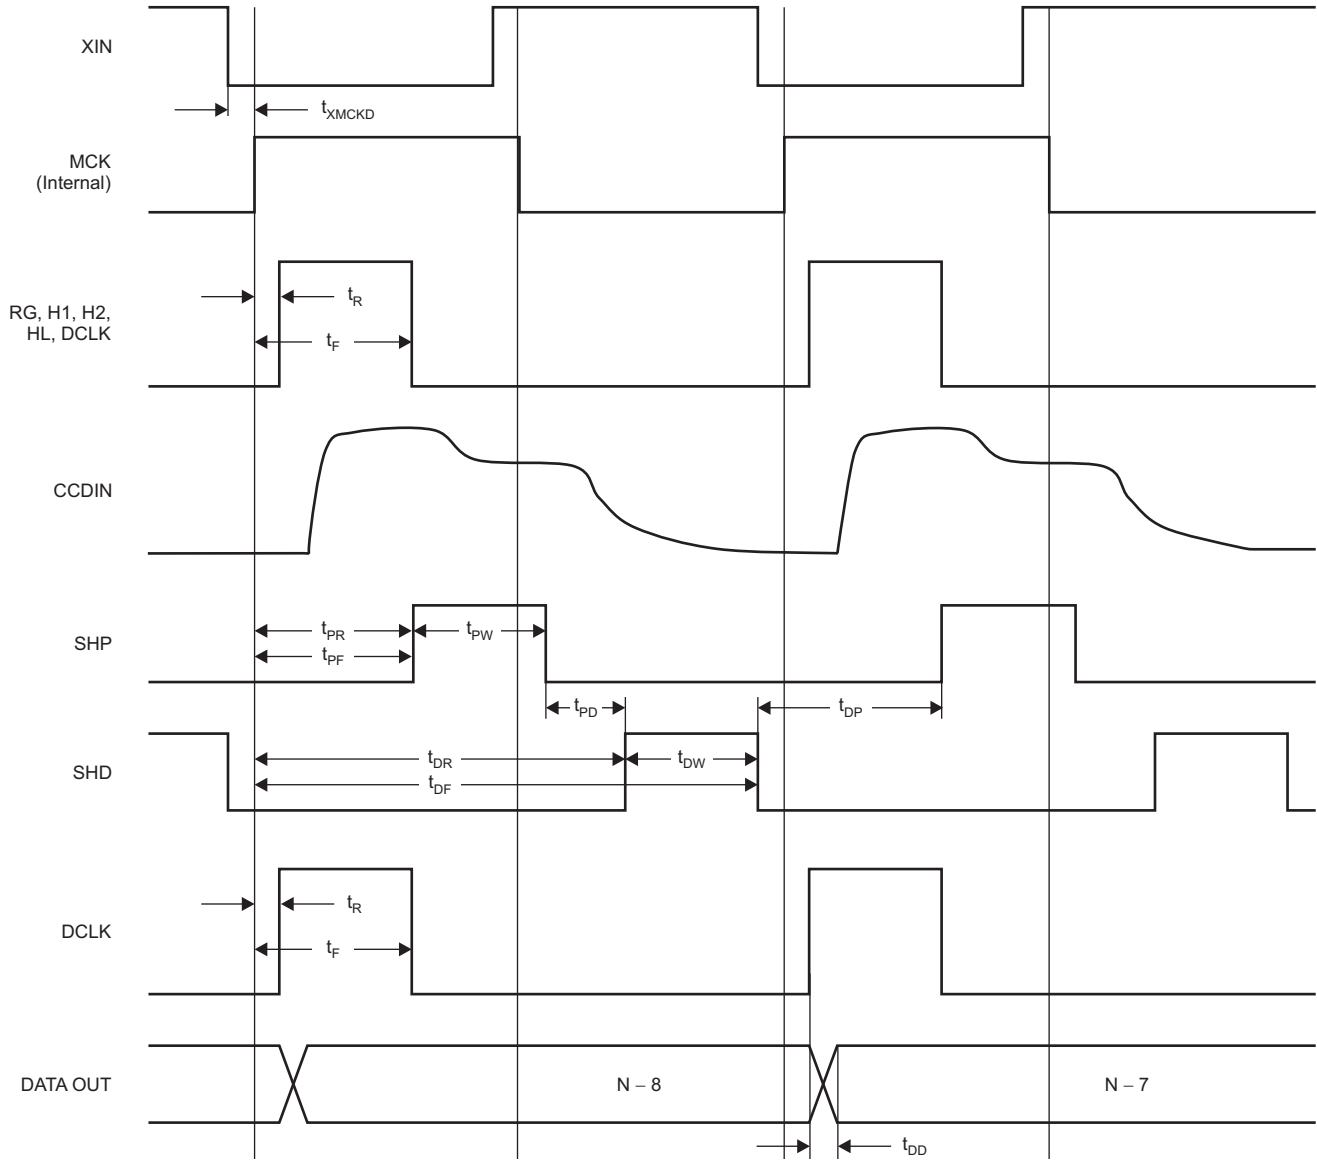 XIN
tXMCKD
MCK
(Internal)
RG, H1, H2,
HL, DCLK
tR
tF
CCDIN
SHP
tPR
tPW
tPF
tPD
tDP
SHD
tDR
tDW
tDF
DCLK
tR
tF
DATA OUT
N – 8
N – 7
tDD